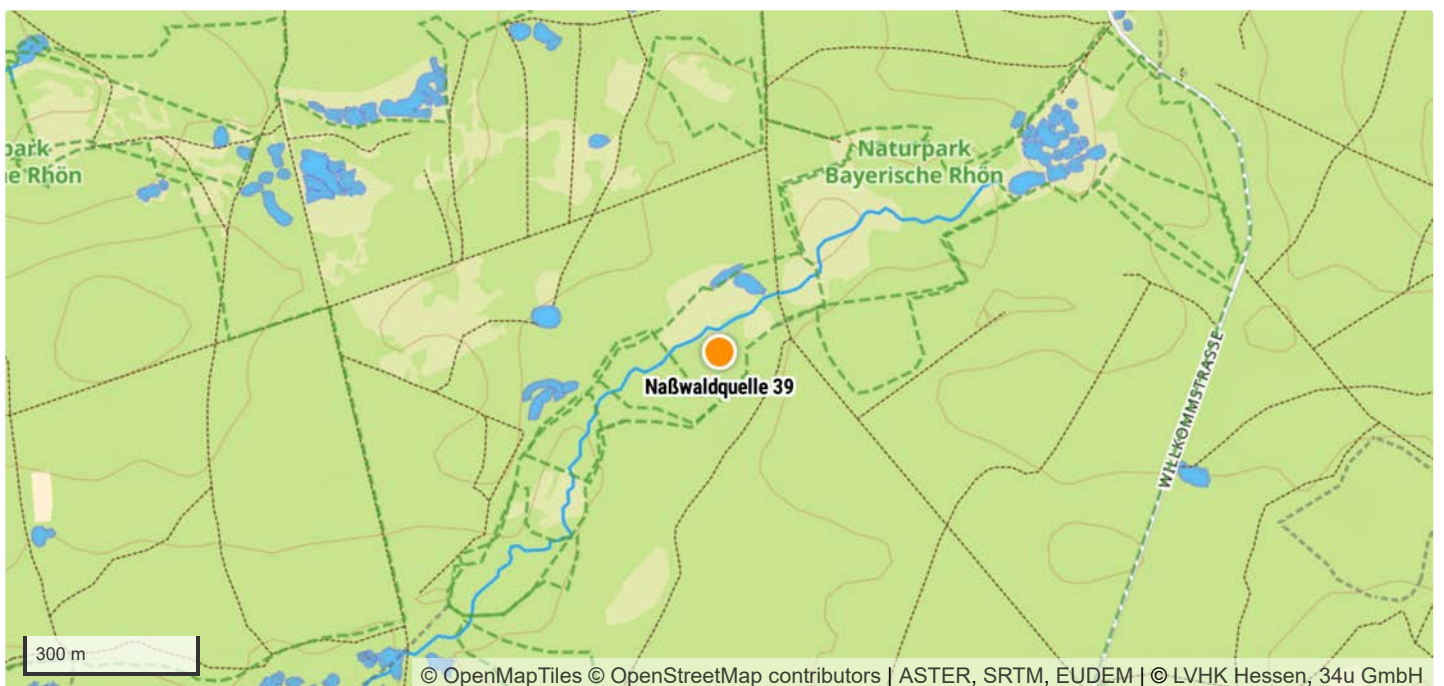 Naturpark
Bayerische Rhön
park
e Rhön
Naßwaldquelle 39
WILLKOMMSTRASSE
300 m
© OpenMapTiles © OpenStreetMap contributors | ASTER, SRTM, EUDEM | © LVHK Hessen, 34u GmbH